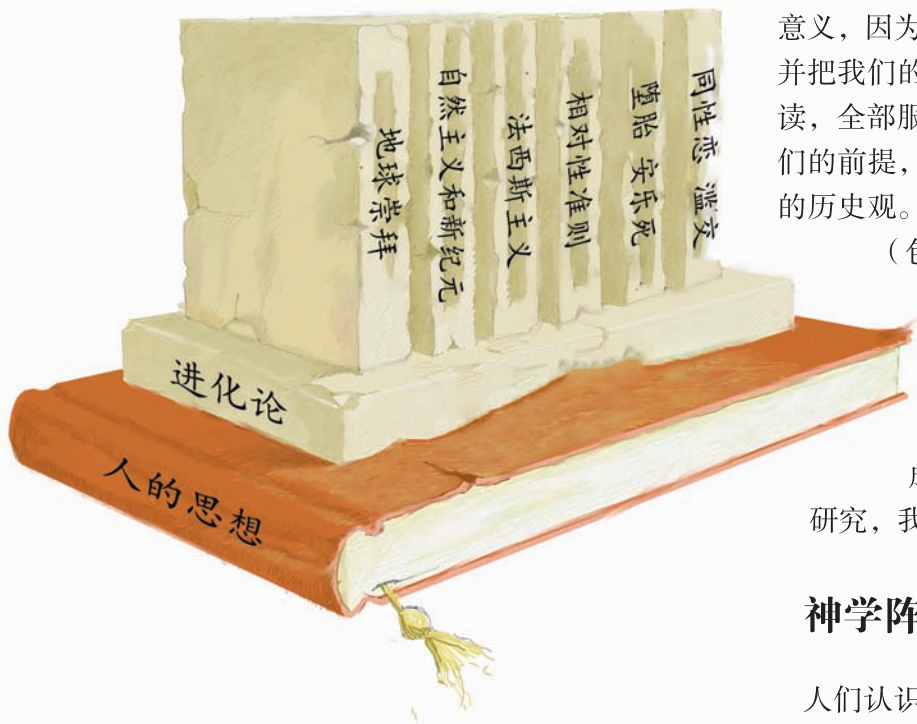 地球崇拜
自然主义和新纪元
法西斯主义
相对性准则
堕胎 安乐死
同性恋 滥交
进化论
人的思想
意义，因为
并把我们的
读，全部服
们的前提，
的历史观。
（包
研究，我
神学阵
人们认识